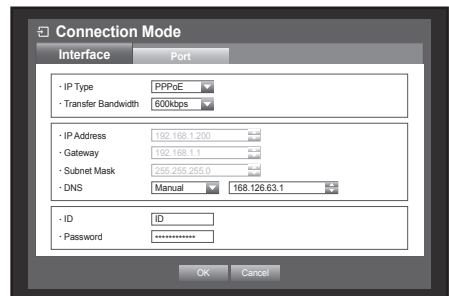 Connection Mode
Interface Port
· IP Type PPPoE
· Transfer Bandwidth 600kbps
· IP Address 192.168.1.200
· Gateway 192.168.1.1
· Subnet Mask 255.255.255.0
· DNS Manual 168.126.63.1
· ID ID
· Password ************
OK Cancel